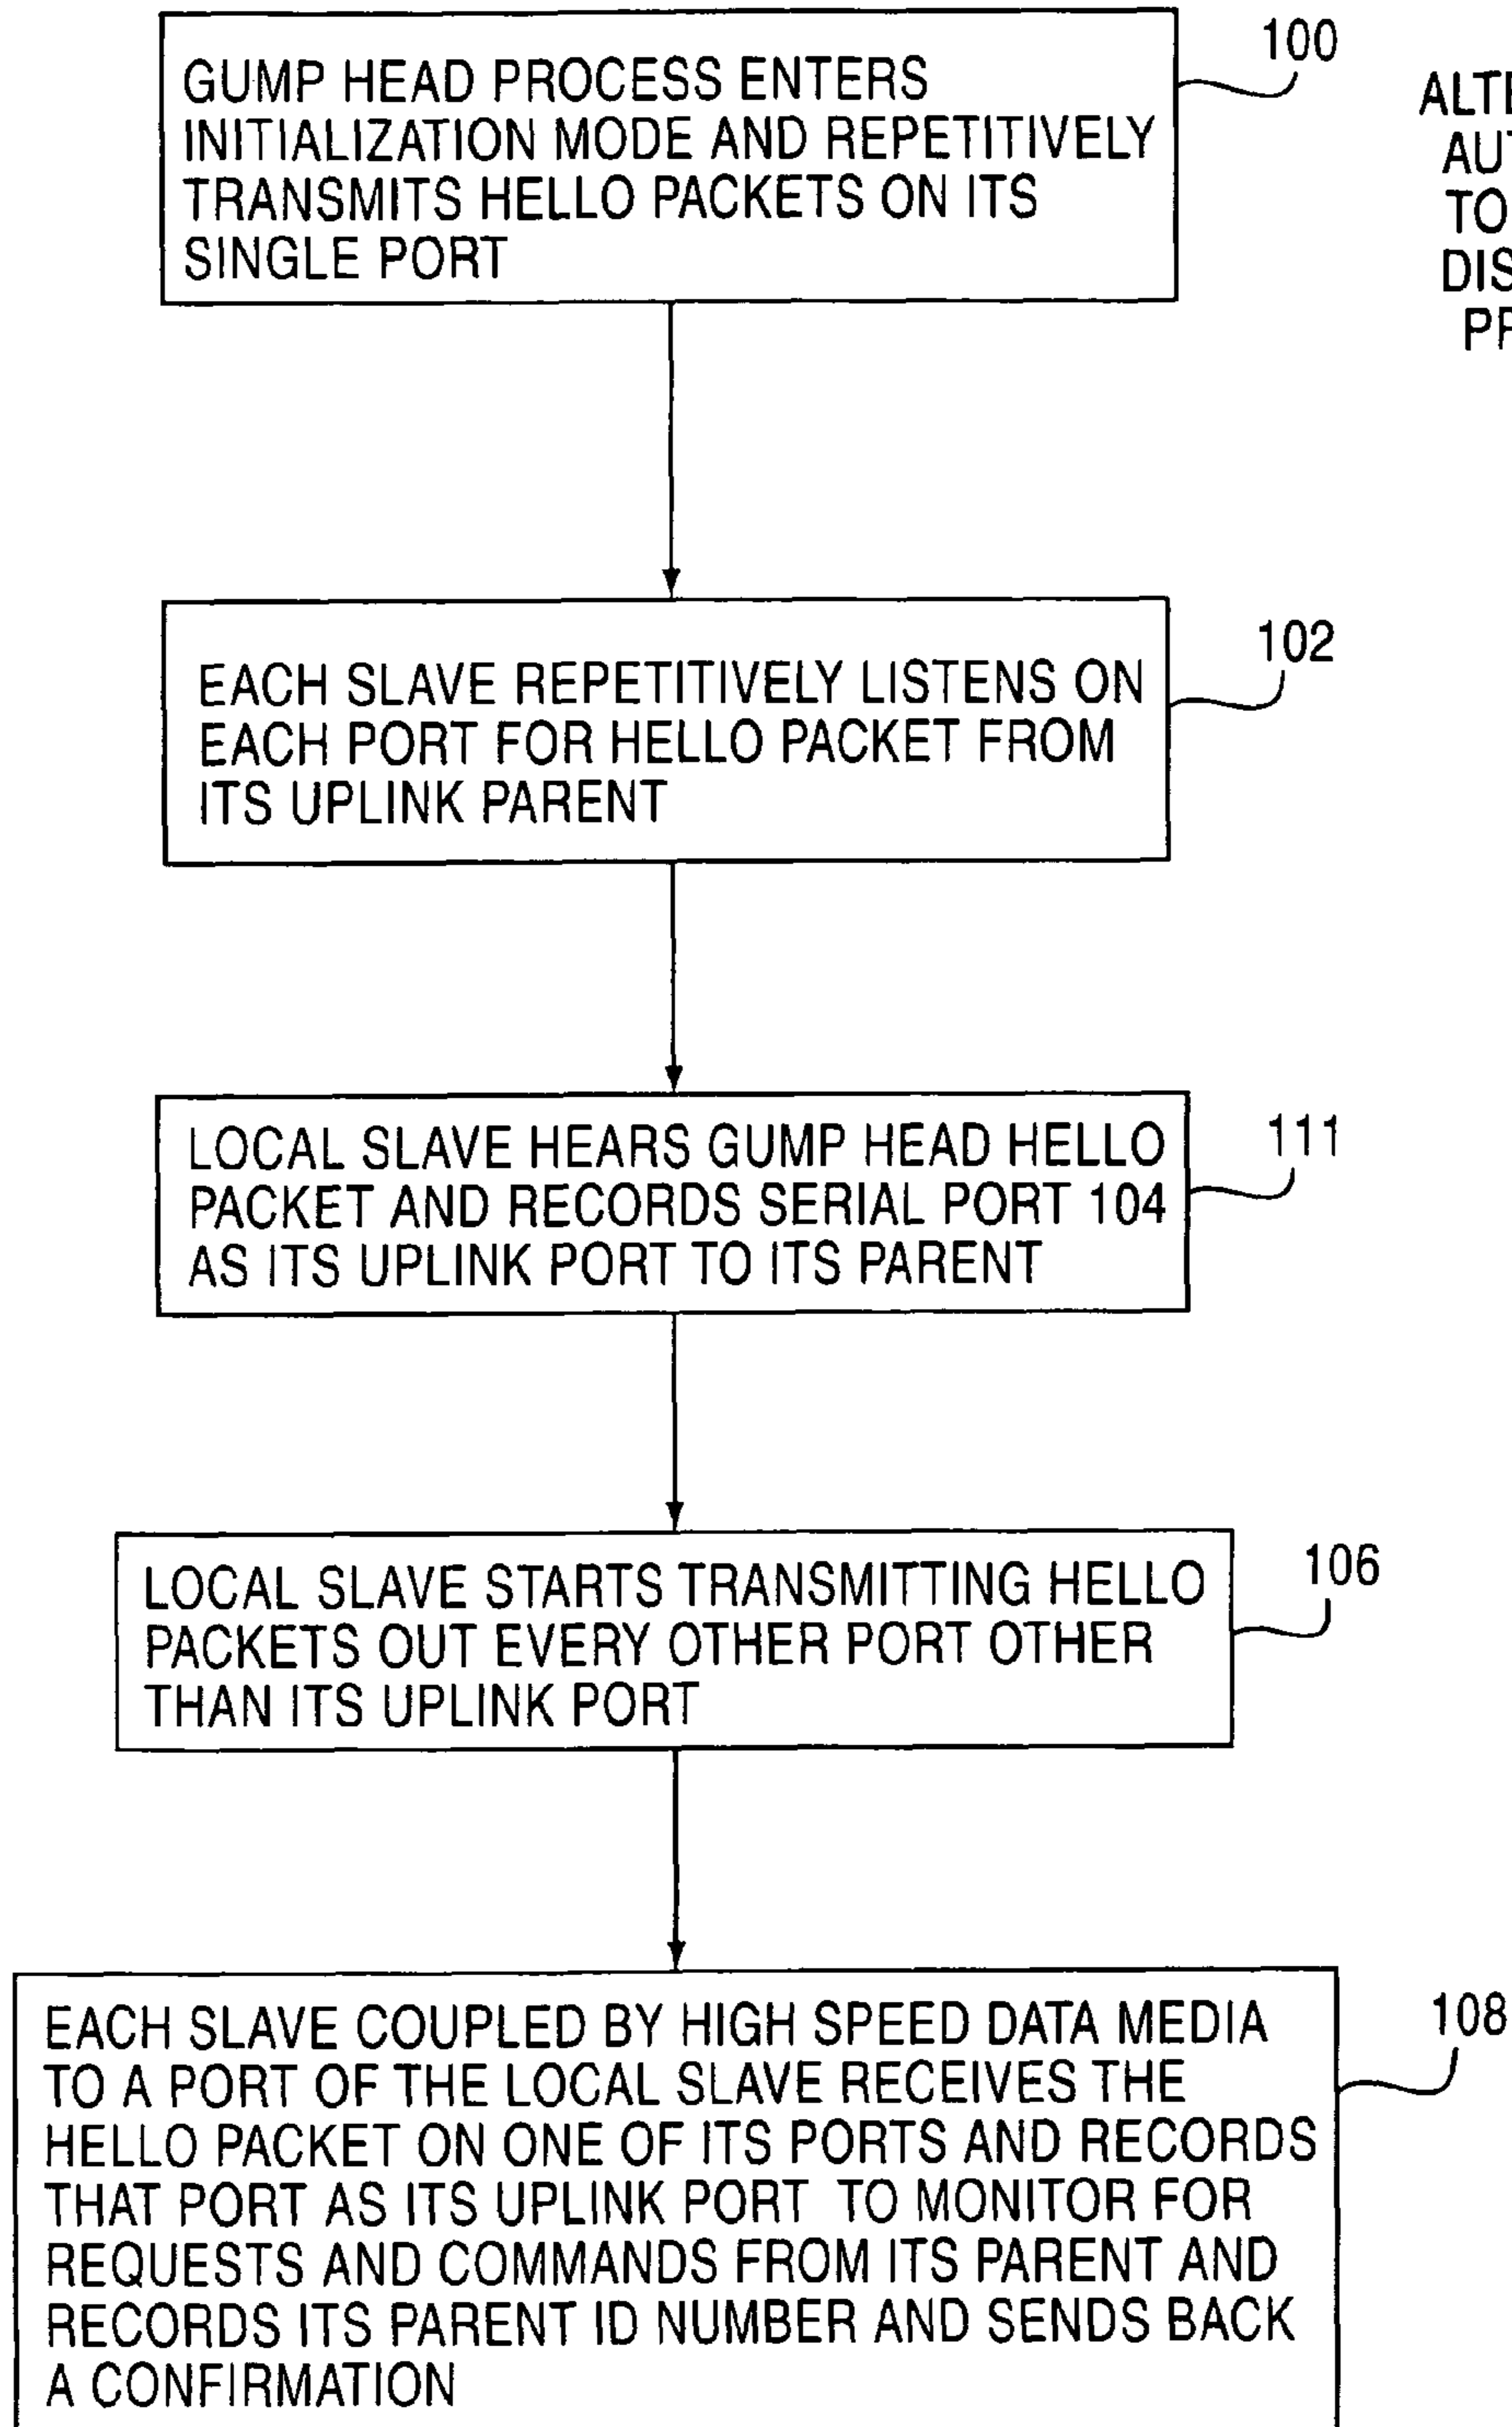 GUMP HEAD PROCESS ENTERS
INITIALIZATION MODE AND REPETITIVELY
TRANSMITS HELLO PACKETS ON ITS
SINGLE PORT
100
EACH SLAVE REPETITIVELY LISTENS ON
EACH PORT FOR HELLO PACKET FROM
ITS UPLINK PARENT
102
LOCAL SLAVE HEARS GUMP HEAD HELLO
PACKET AND RECORDS SERIAL PORT 104
AS ITS UPLINK PORT TO ITS PARENT
111
LOCAL SLAVE STARTS TRANSMITTING HELLO
PACKETS OUT EVERY OTHER PORT OTHER
THAN ITS UPLINK PORT
106
EACH SLAVE COUPLED BY HIGH SPEED DATA MEDIA
TO A PORT OF THE LOCAL SLAVE RECEIVES THE
HELLO PACKET ON ONE OF ITS PORTS AND RECORDS
THAT PORT AS ITS UPLINK PORT TO MONITOR FOR
REQUESTS AND COMMANDS FROM ITS PARENT AND
RECORDS ITS PARENT ID NUMBER AND SENDS BACK
A CONFIRMATION
108
TO